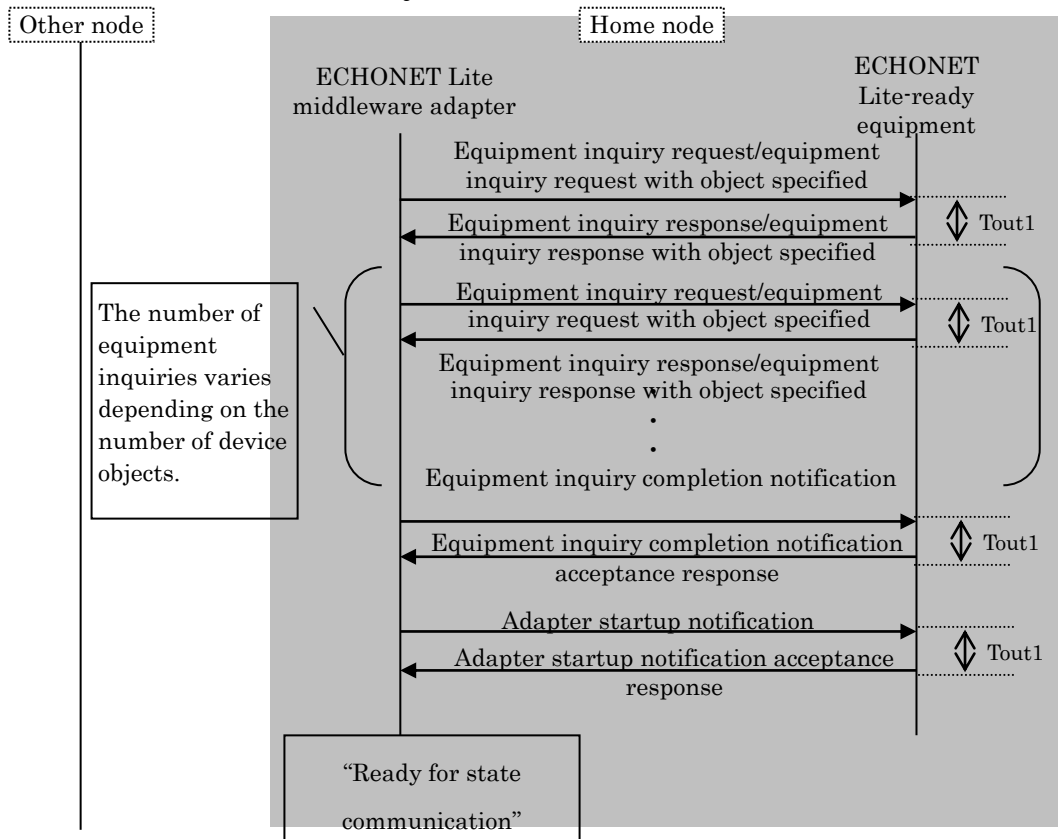 Other node
Home node
ECHONET Lite
middleware adapter
ECHONET
Lite-ready
equipment
Equipment inquiry request/equipment
inquiry request with object specified
Tout1
Equipment inquiry response/equipment
inquiry response with object specified
The number of
equipment
inquiries varies
depending on the
number of device
objects.
Equipment inquiry request/equipment
inquiry request with object specified
Tout1
Equipment inquiry response/equipment
inquiry response with object specified
Equipment inquiry completion notification
Equipment inquiry completion notification
acceptance response
Tout1
Adapter startup notification
Adapter startup notification acceptance
response
Tout1
“Ready for state
communication”